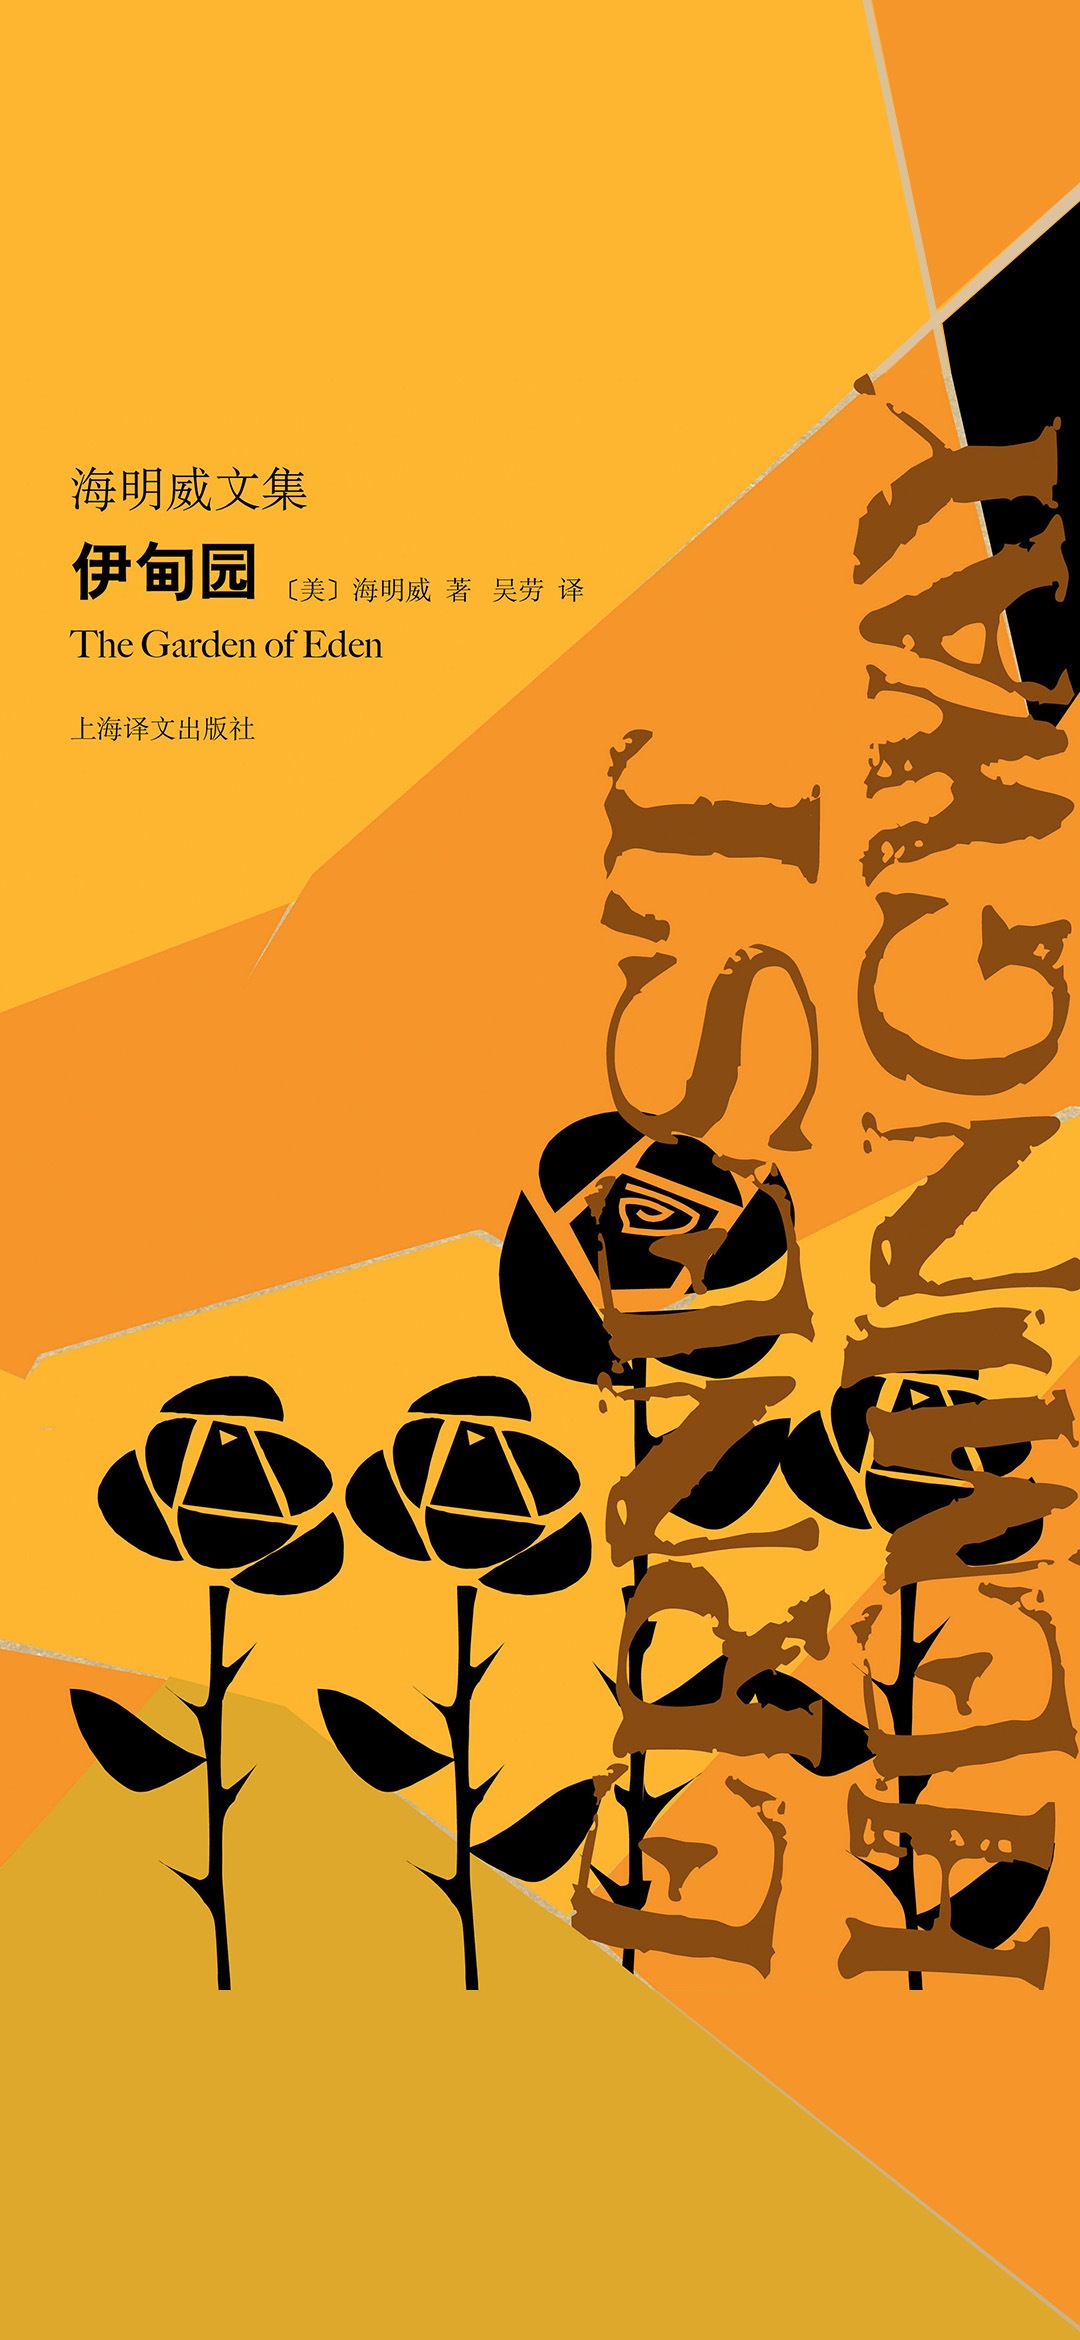 海明威文集
伊甸园 〔美〕海明威 著 吴劳 译
The Garden of Eden
上海译文出版社
ERNEST
HEMINGWAY